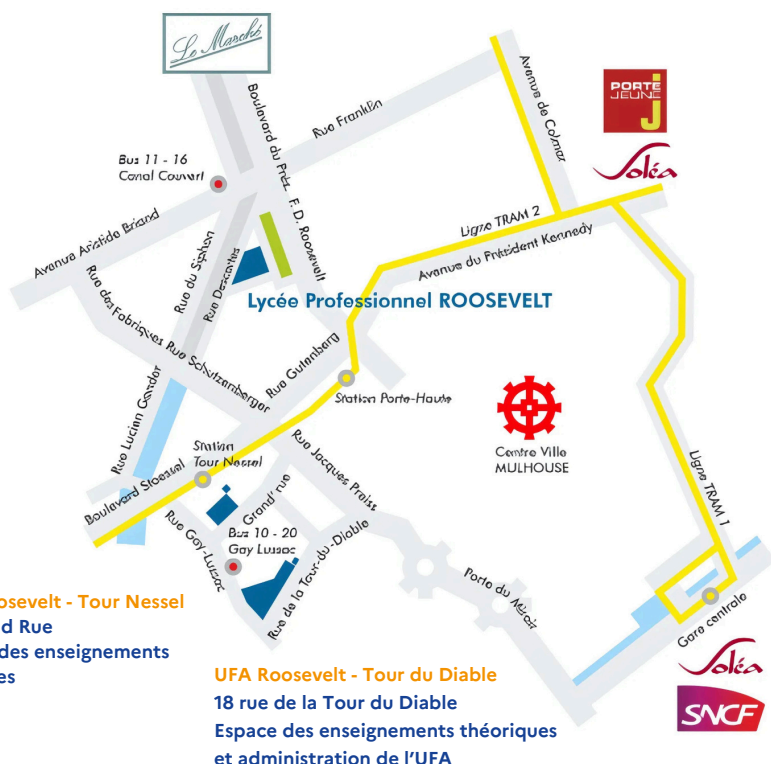 Le Marché
Boulevard du Prés. F. D. Roosevelt
Rue Franklin
Avenue de Colmar
PORTE
JEUNE
J
Soléa
Bus 11 - 16
Canal Couvert
Avenue Aristide Briand
Rue du Siphon
Rue Descartes
Ligne TRAM 2
Avenue du Président Kennedy
Rue des Fabriques
Rue Schutzenberger
Lycée Professionnel ROOSEVELT
Rue Gutenberg
Station Porte-Haute
Rue Lucien Gander
Centre Ville
MULHOUSE
Station
Tour Nessel
Boulevard Stoessel
Rue Jacques Preiss
Grand' rue
Ligne TRAM 1
Rue Gay-Lussac
Bus 10 - 20
Gay Lussac
Rue de la Tour-du-Diable
Porte du Miroir
Gare centrale
Soléa
SNCF
osevelt - Tour Nessel
d Rue
des enseignements
es
UFA Roosevelt - Tour du Diable
18 rue de la Tour du Diable
Espace des enseignements théoriques
et administration de l'UFA